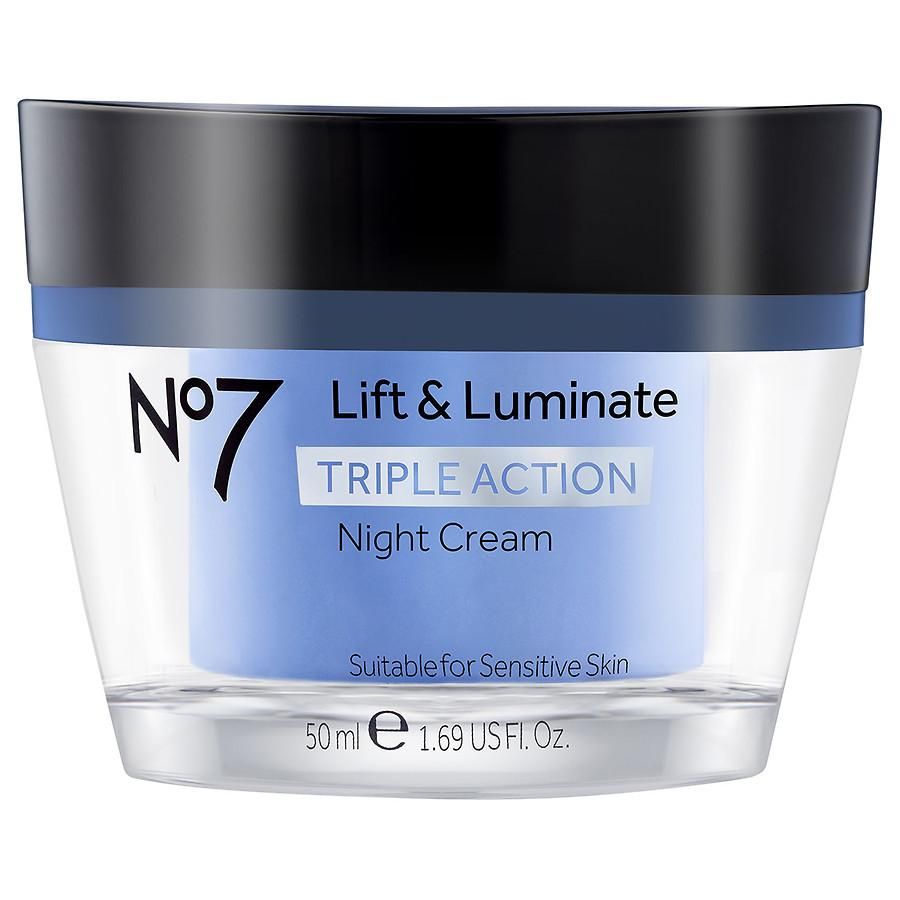 No7
Lift & Luminate
TRIPLE ACTION
Night Cream
Suitable for Sensitive Skin
50 ml e 1.69 US Fl. Oz.